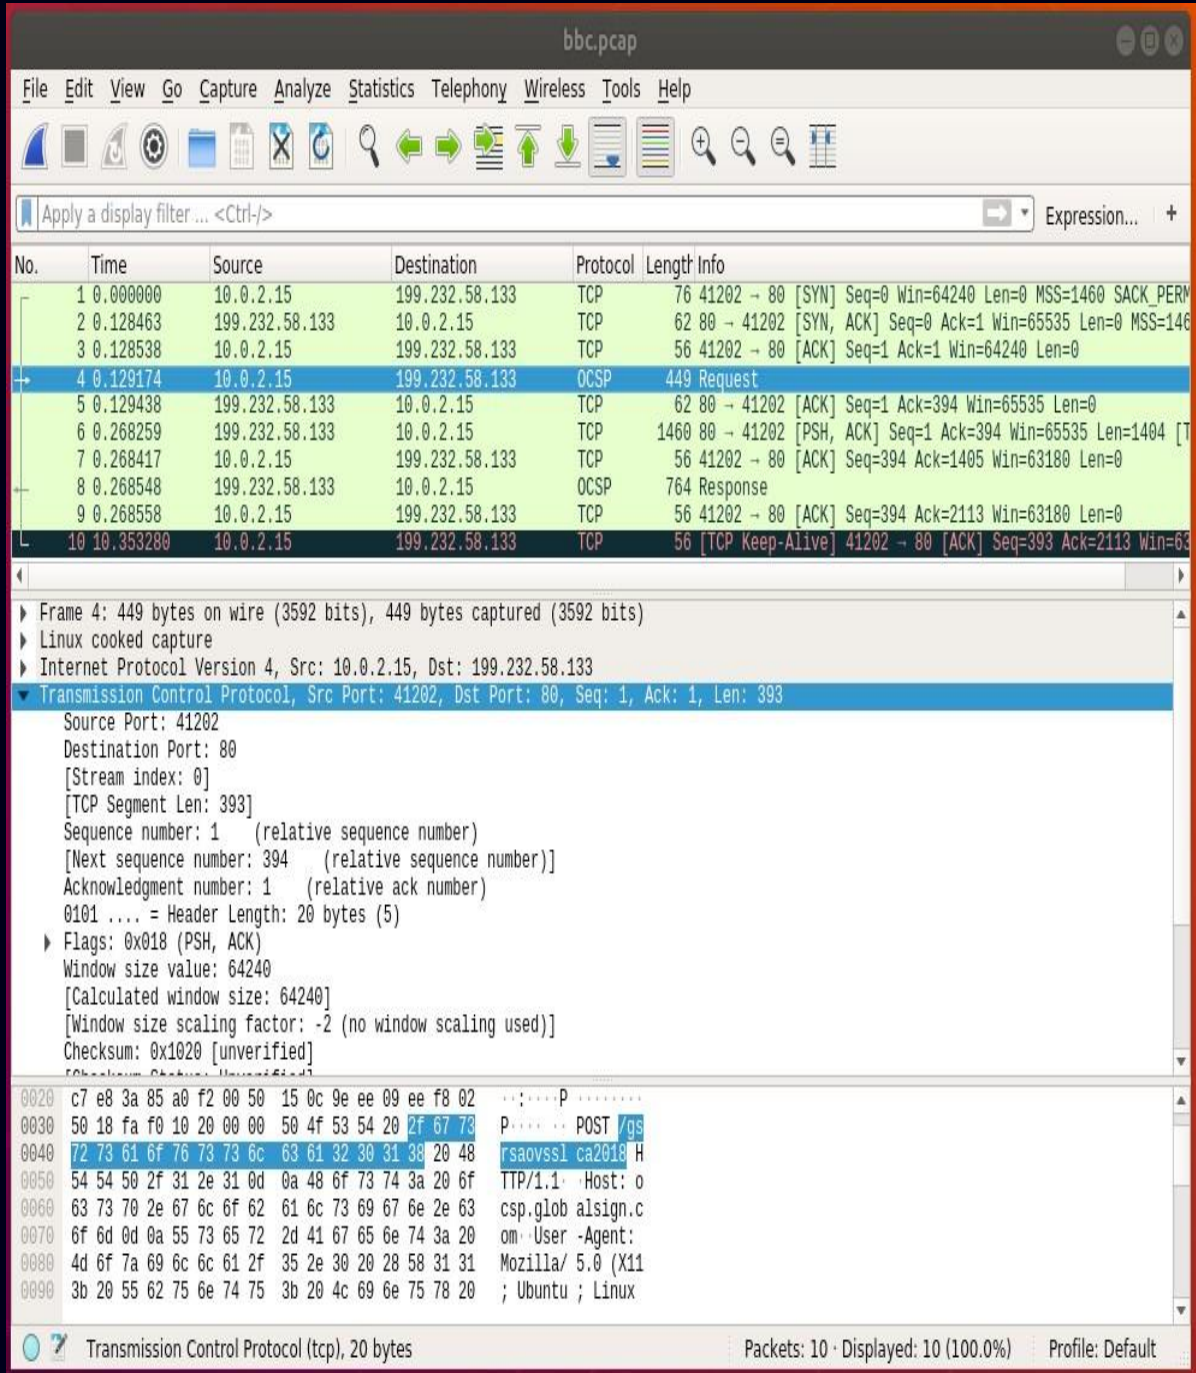 bbc.pcap
File Edit View Go Capture Analyze Statistics Telephony Wireless Tools Help
Apply a display filter ... <Ctrl-/> Expression... +
No. Time Source Destination Protocol Length Info
1 0.000000 10.0.2.15 199.232.58.133 TCP 76 41202 → 80 [SYN] Seq=0 Win=64240 Len=0 MSS=1460 SACK_PERM
2 0.128463 199.232.58.133 10.0.2.15 TCP 62 80 → 41202 [SYN, ACK] Seq=0 Ack=1 Win=65535 Len=0 MSS=146
3 0.128538 10.0.2.15 199.232.58.133 TCP 56 41202 → 80 [ACK] Seq=1 Ack=1 Win=64240 Len=0
4 0.129174 10.0.2.15 199.232.58.133 OCSP 449 Request
5 0.129438 199.232.58.133 10.0.2.15 TCP 62 80 → 41202 [ACK] Seq=1 Ack=394 Win=65535 Len=0
6 0.268259 199.232.58.133 10.0.2.15 TCP 1460 80 → 41202 [PSH, ACK] Seq=1 Ack=394 Win=65535 Len=1404 [T
7 0.268417 10.0.2.15 199.232.58.133 TCP 56 41202 → 80 [ACK] Seq=394 Ack=1405 Win=63180 Len=0
8 0.268548 199.232.58.133 10.0.2.15 OCSP 764 Response
9 0.268558 10.0.2.15 199.232.58.133 TCP 56 41202 → 80 [ACK] Seq=394 Ack=2113 Win=63180 Len=0
10 10.353280 10.0.2.15 199.232.58.133 TCP 56 [TCP Keep-Alive] 41202 → 80 [ACK] Seq=393 Ack=2113 Win=63
Frame 4: 449 bytes on wire (3592 bits), 449 bytes captured (3592 bits)
Linux cooked capture
Internet Protocol Version 4, Src: 10.0.2.15, Dst: 199.232.58.133
Transmission Control Protocol, Src Port: 41202, Dst Port: 80, Seq: 1, Ack: 1, Len: 393
Source Port: 41202
Destination Port: 80
[Stream index: 0]
[TCP Segment Len: 393]
Sequence number: 1 (relative sequence number)
[Next sequence number: 394 (relative sequence number)]
Acknowledgment number: 1 (relative ack number)
0101 .... = Header Length: 20 bytes (5)
Flags: 0x018 (PSH, ACK)
Window size value: 64240
[Calculated window size: 64240]
[Window size scaling factor: -2 (no window scaling used)]
Checksum: 0x1020 [unverified]
0020 c7 e8 3a 85 a0 f2 00 50 15 0c 9e ee 09 ee f8 02 ··:····P ········
0030 50 18 fa f0 10 20 00 00 50 4f 53 54 20 2f 67 73 P···· ·· POST /gs
0040 72 73 61 6f 76 73 73 6c 63 61 32 30 31 38 20 48 rsaovssl ca2018 H
0050 54 54 50 2f 31 2e 31 0d 0a 48 6f 73 74 3a 20 6f TTP/1.1· ·Host: o
0060 63 73 70 2e 67 6c 6f 62 61 6c 73 69 67 6e 2e 63 csp.glob alsign.c
0070 6f 6d 0d 0a 55 73 65 72 2d 41 67 65 6e 74 3a 20 om··User -Agent:
0080 4d 6f 7a 69 6c 6c 61 2f 35 2e 30 20 28 58 31 31 Mozilla/ 5.0 (X11
0090 3b 20 55 62 75 6e 74 75 3b 20 4c 69 6e 75 78 20 ; Ubuntu ; Linux
Transmission Control Protocol (tcp), 20 bytes Packets: 10 · Displayed: 10 (100.0%) Profile: Default